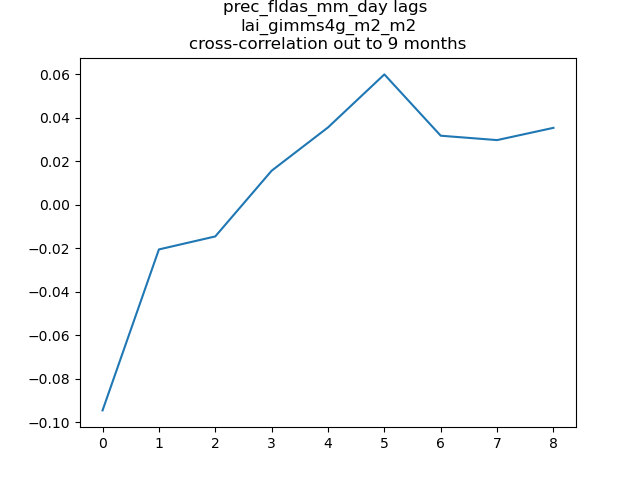 prec_fldas_mm_day lags
lai_gimms4g_m2_m2
cross-correlation out to 9 months
0.06
0.04
0.02
0.00
−0.02
−0.04
−0.06
−0.08
−0.10
0 1 2 3 4 5 6 7 8